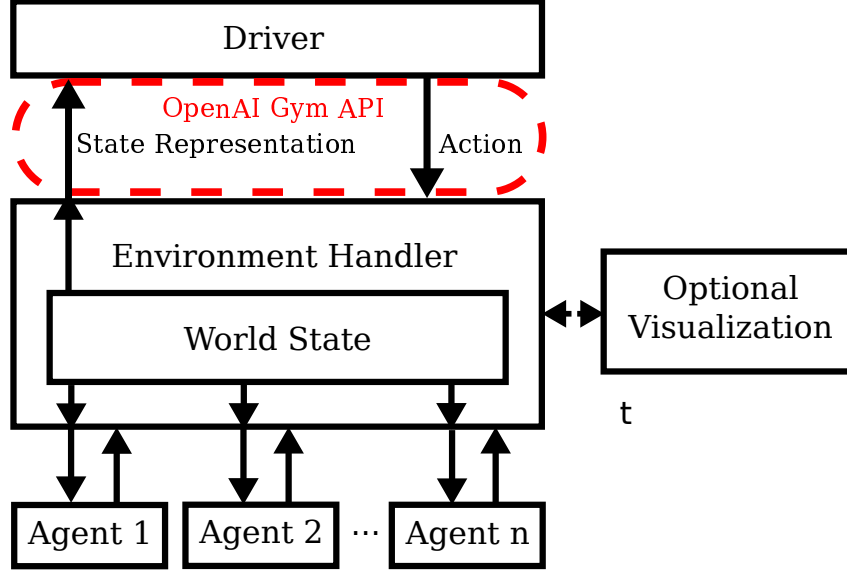 Driver
OpenAI Gym API
State Representation
Action
Environment Handler
World State
Optional
Visualization
t
Agent 1
Agent 2
...
Agent n